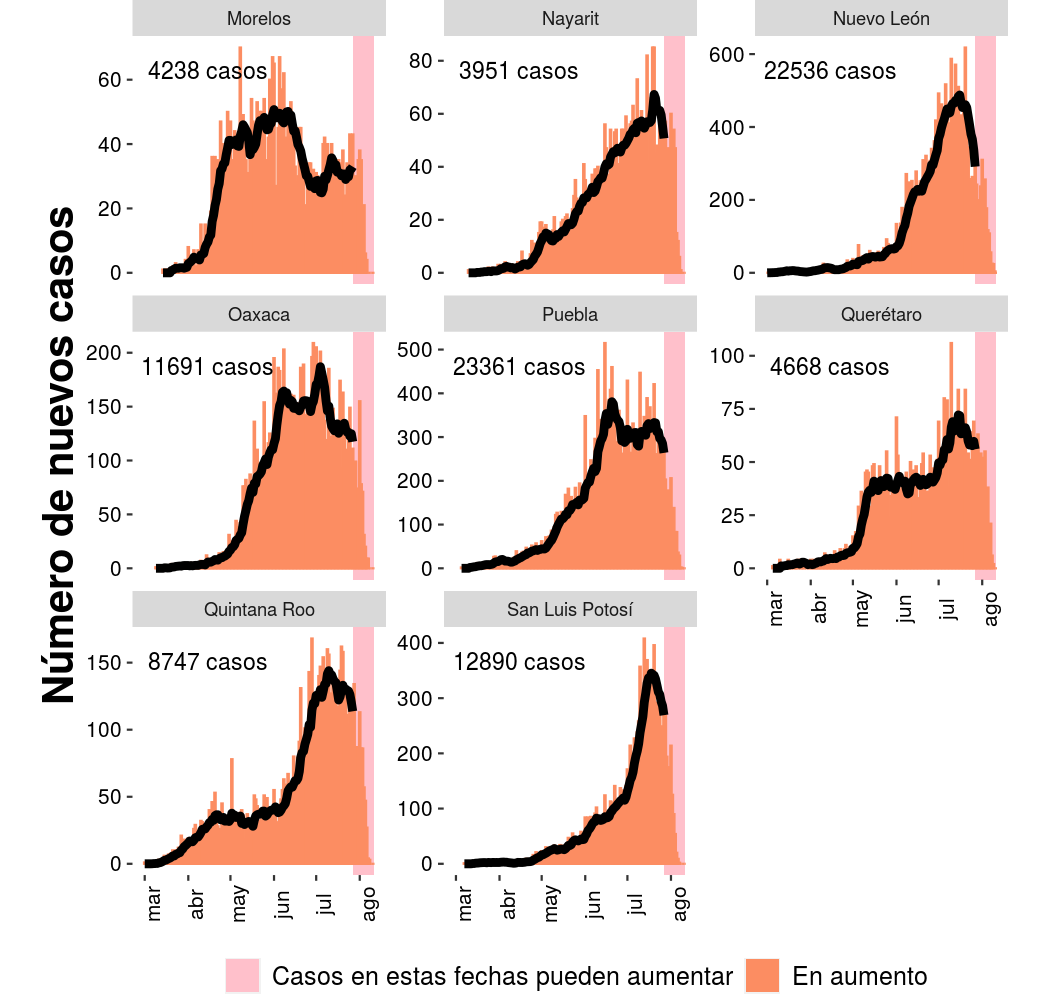 Número de nuevos casos
Morelos
4238 casos
60
40
20
0
Nayarit
3951 casos
80
60
40
20
0
Nuevo León
22536 casos
600
400
200
0
Oaxaca
11691 casos
200
150
100
50
0
Puebla
23361 casos
500
400
300
200
100
0
Querétaro
4668 casos
100
75
50
25
0
mar abr may jun jul ago
Quintana Roo
8747 casos
150
100
50
0
mar abr may jun jul ago
San Luis Potosí
12890 casos
400
300
200
100
0
mar abr may jun jul ago
Casos en estas fechas pueden aumentar En aumento